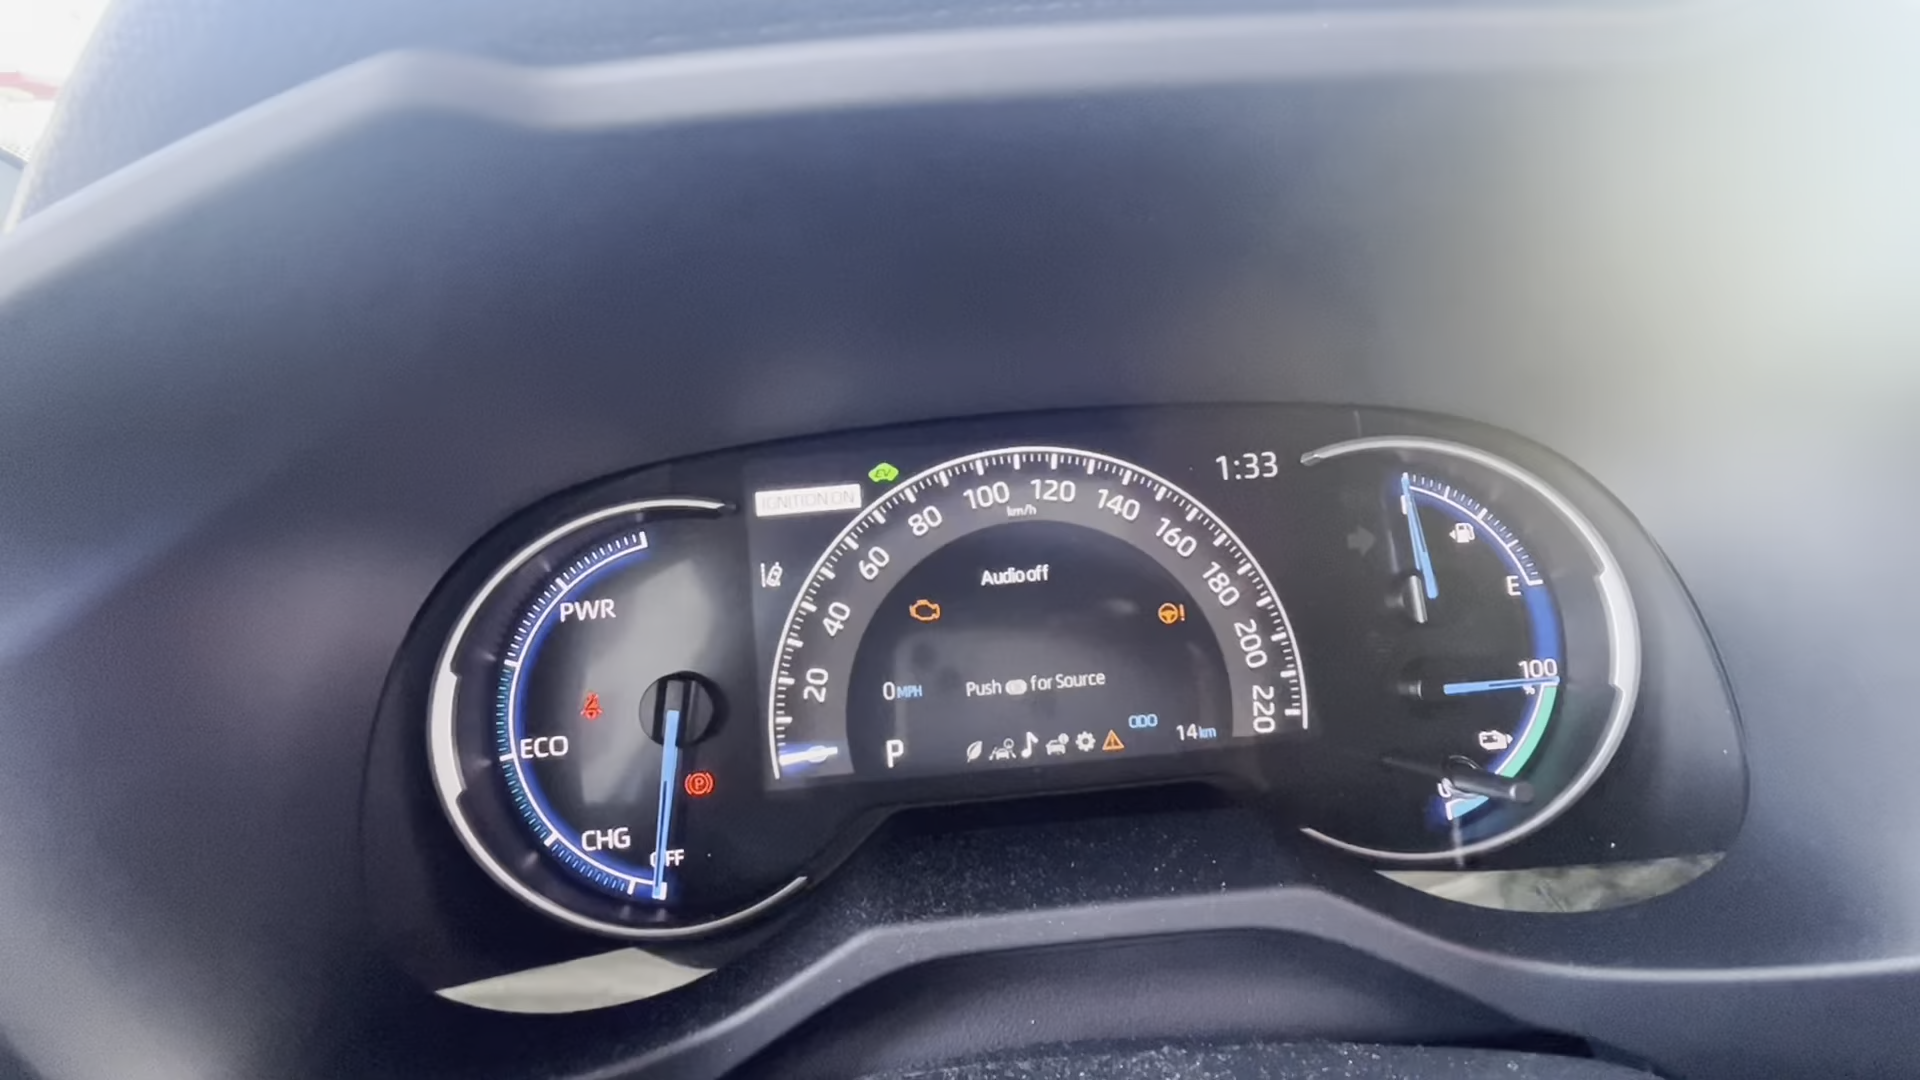 IGNITION ON
EV
1:33
PWR
ECO
CHG
OFF
20
40
60
80
100
120
140
160
180
200
220
km/h
Audio off
0 MPH
Push for Source
P
ODO
14 km
P
E
100
%